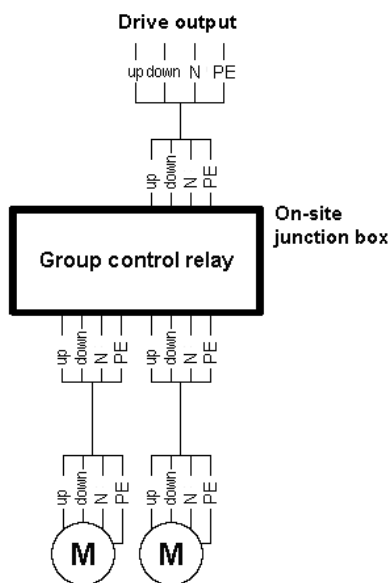 Drive output
up down N PE
up down N PE
On-site
junction box
Group control relay
up down N PE up down N PE
up down N PE up down N PE
M M